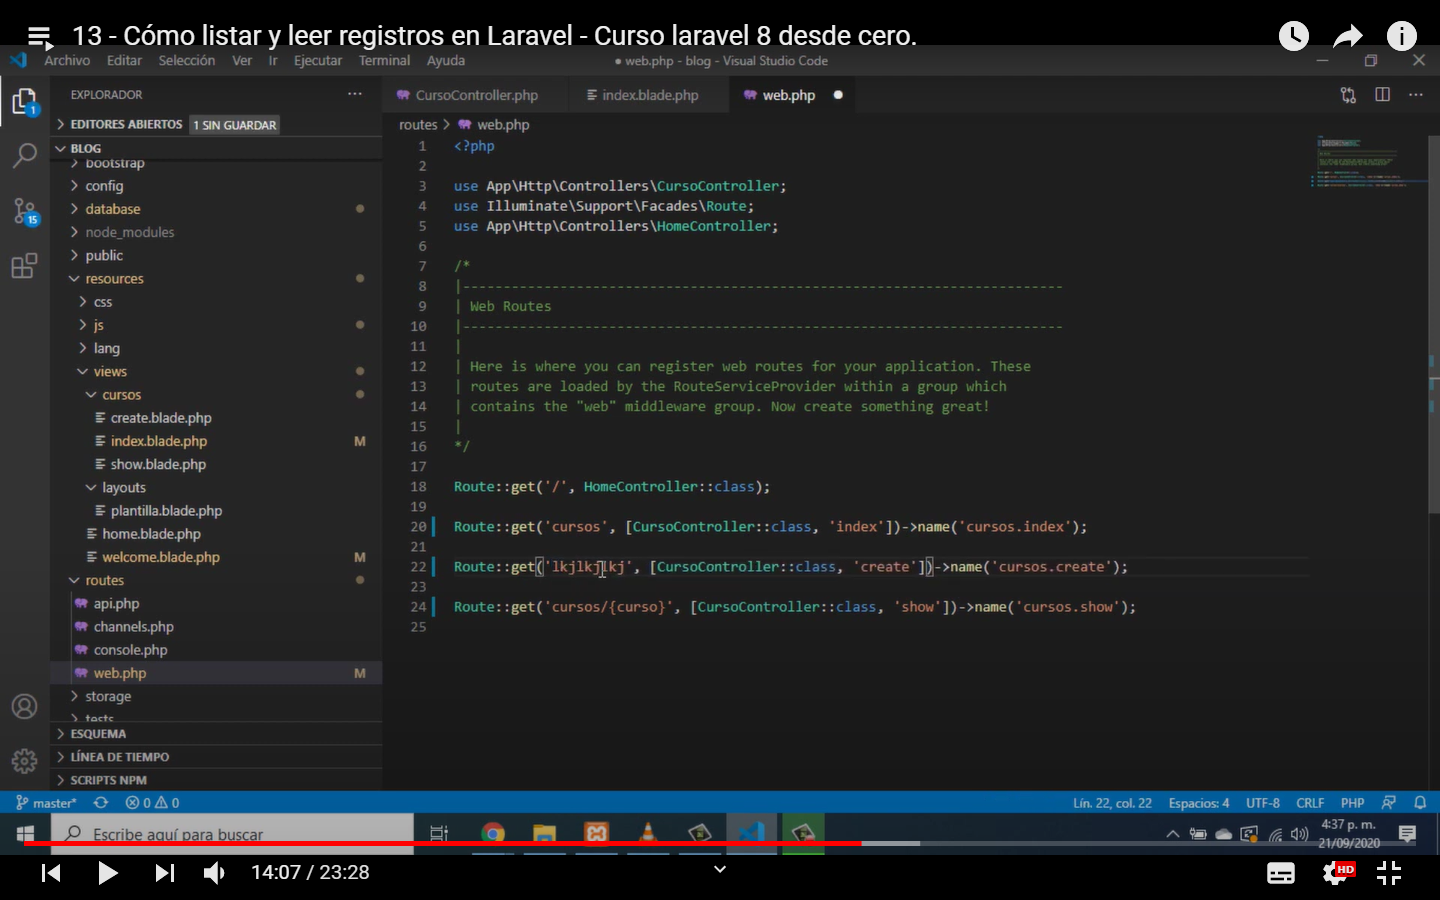 13 - Cómo listar y leer registros en Laravel - Curso laravel 8 desde cero.
Archivo Editar Selección Ver Ir Ejecutar Terminal Ayuda
● web.php - blog - Visual Studio Code
EXPLORADOR
EDITORES ABIERTOS 1 SIN GUARDAR
BLOG
bootstrap
config
database
node_modules
public
resources
css
js
lang
views
cursos
create.blade.php
index.blade.php M
show.blade.php
layouts
plantilla.blade.php
home.blade.php
welcome.blade.php M
routes
api.php
channels.php
console.php
web.php M
storage
tests
ESQUEMA
LÍNEA DE TIEMPO
SCRIPTS NPM
1
15
CursoController.php index.blade.php web.php
routes > web.php
1 <?php
2
3 use App\Http\Controllers\CursoController;
4 use Illuminate\Support\Facades\Route;
5 use App\Http\Controllers\HomeController;
6
7 /*
8 |--------------------------------------------------------------------------
9 | Web Routes
10 |--------------------------------------------------------------------------
11 |
12 | Here is where you can register web routes for your application. These
13 | routes are loaded by the RouteServiceProvider within a group which
14 | contains the "web" middleware group. Now create something great!
15 |
16 */
17
18 Route::get('/', HomeController::class);
19
20 Route::get('cursos', [CursoController::class, 'index'])->name('cursos.index');
21
22 Route::get('lkjlkjlkj', [CursoController::class, 'create'])->name('cursos.create');
23
24 Route::get('cursos/{curso}', [CursoController::class, 'show'])->name('cursos.show');
25
master* 0 0 Lín. 22, col. 22 Espacios: 4 UTF-8 CRLF PHP
Escribe aquí para buscar
4:37 p. m.
21/09/2020
14:07 / 23:28
HD